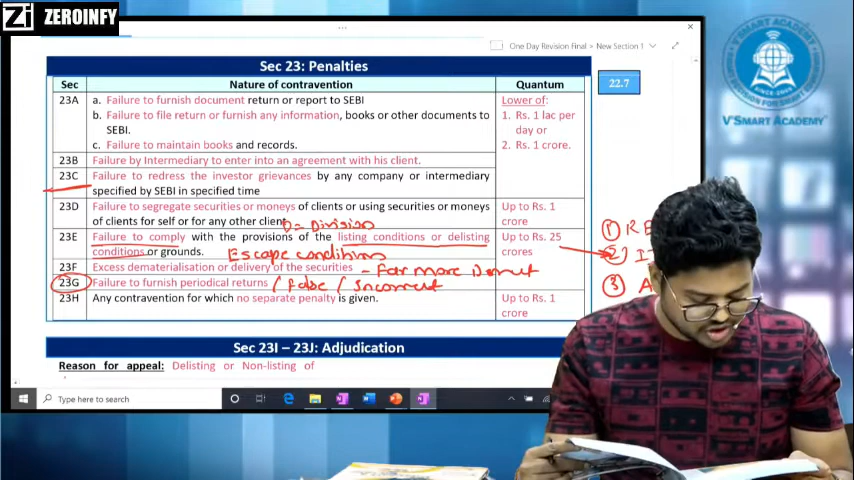 Zi ZEROINFY
One Day Revision Final > New Section 1
Sec 23: Penalties
22.7
V'SMART ACADEMY
Sec Nature of contravention Quantum
23A a. Failure to furnish document return or report to SEBI
b. Failure to file return or furnish any information, books or other documents to
SEBI.
c. Failure to maintain books and records.
Lower of:
1. Rs. 1 lac per
day or
2. Rs. 1 crore.
23B Failure by Intermediary to enter into an agreement with his client.
23C Failure to redress the investor grievances by any company or intermediary
specified by SEBI in specified time
23D Failure to segregate securities or moneys of clients or using securities or moneys
of clients for self or for any other client
D = Division
Up to Rs. 1
crore
23E Failure to comply with the provisions of the listing conditions or delisting
conditions or grounds.
Escape conditions
Up to Rs. 25
crores
23F Excess dematerialisation or delivery of the securities - Far more Demat
23G Failure to furnish periodical returns / false / Incorrect
23H Any contravention for which no separate penalty is given.
Up to Rs. 1
crore
① RE
② I
③ A
Sec 23I – 23J: Adjudication
Reason for appeal: Delisting or Non-listing of
Type here to search